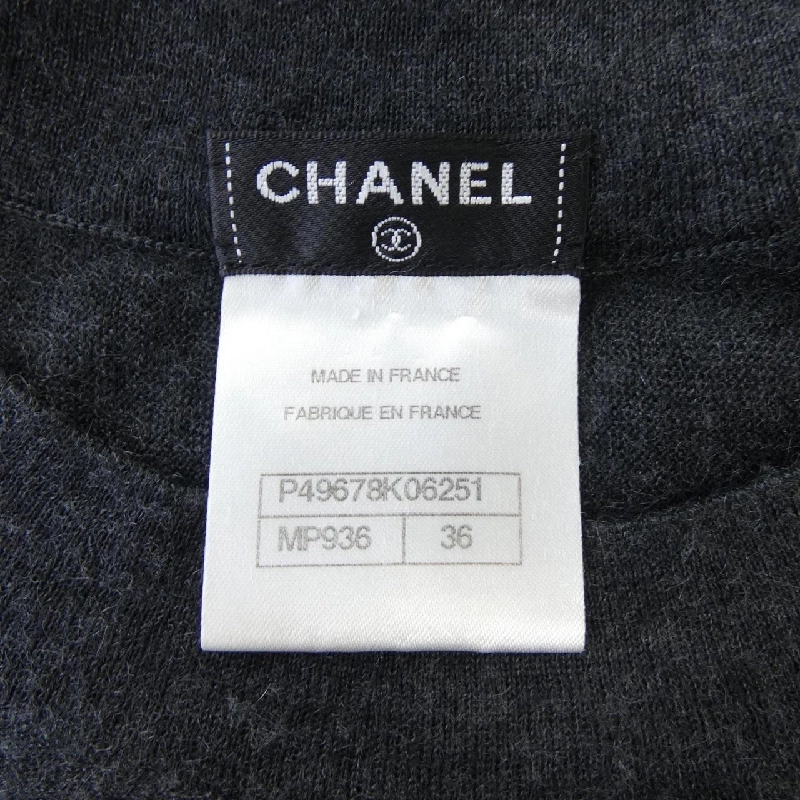 CHANEL
MADE IN FRANCE
FABRIQUE EN FRANCE
P49678K06251
MP936 36